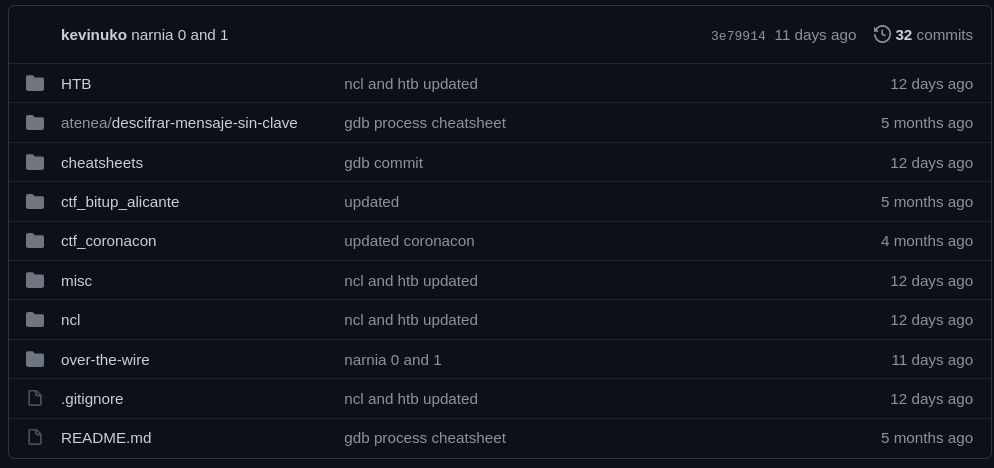 kevinuko narnia 0 and 1 3e79914 11 days ago 32 commits
HTB ncl and htb updated 12 days ago
atenea/descifrar-mensaje-sin-clave gdb process cheatsheet 5 months ago
cheatsheets gdb commit 12 days ago
ctf_bitup_alicante updated 5 months ago
ctf_coronacon updated coronacon 4 months ago
misc ncl and htb updated 12 days ago
ncl ncl and htb updated 12 days ago
over-the-wire narnia 0 and 1 11 days ago
.gitignore ncl and htb updated 12 days ago
README.md gdb process cheatsheet 5 months ago